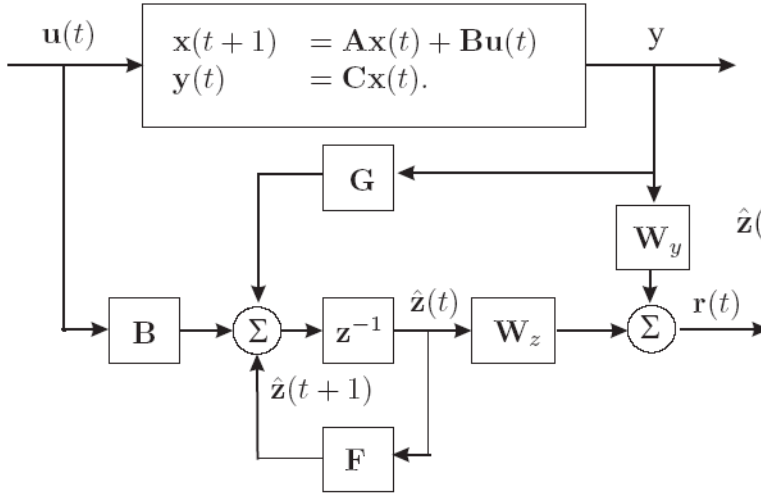 u(t)
x(t+1) = Ax(t) + Bu(t)
y(t) = Cx(t).
y
G
W_y
ẑ(
B
Σ
z⁻¹
ẑ(t)
W_z
Σ
r(t)
ẑ(t+1)
F